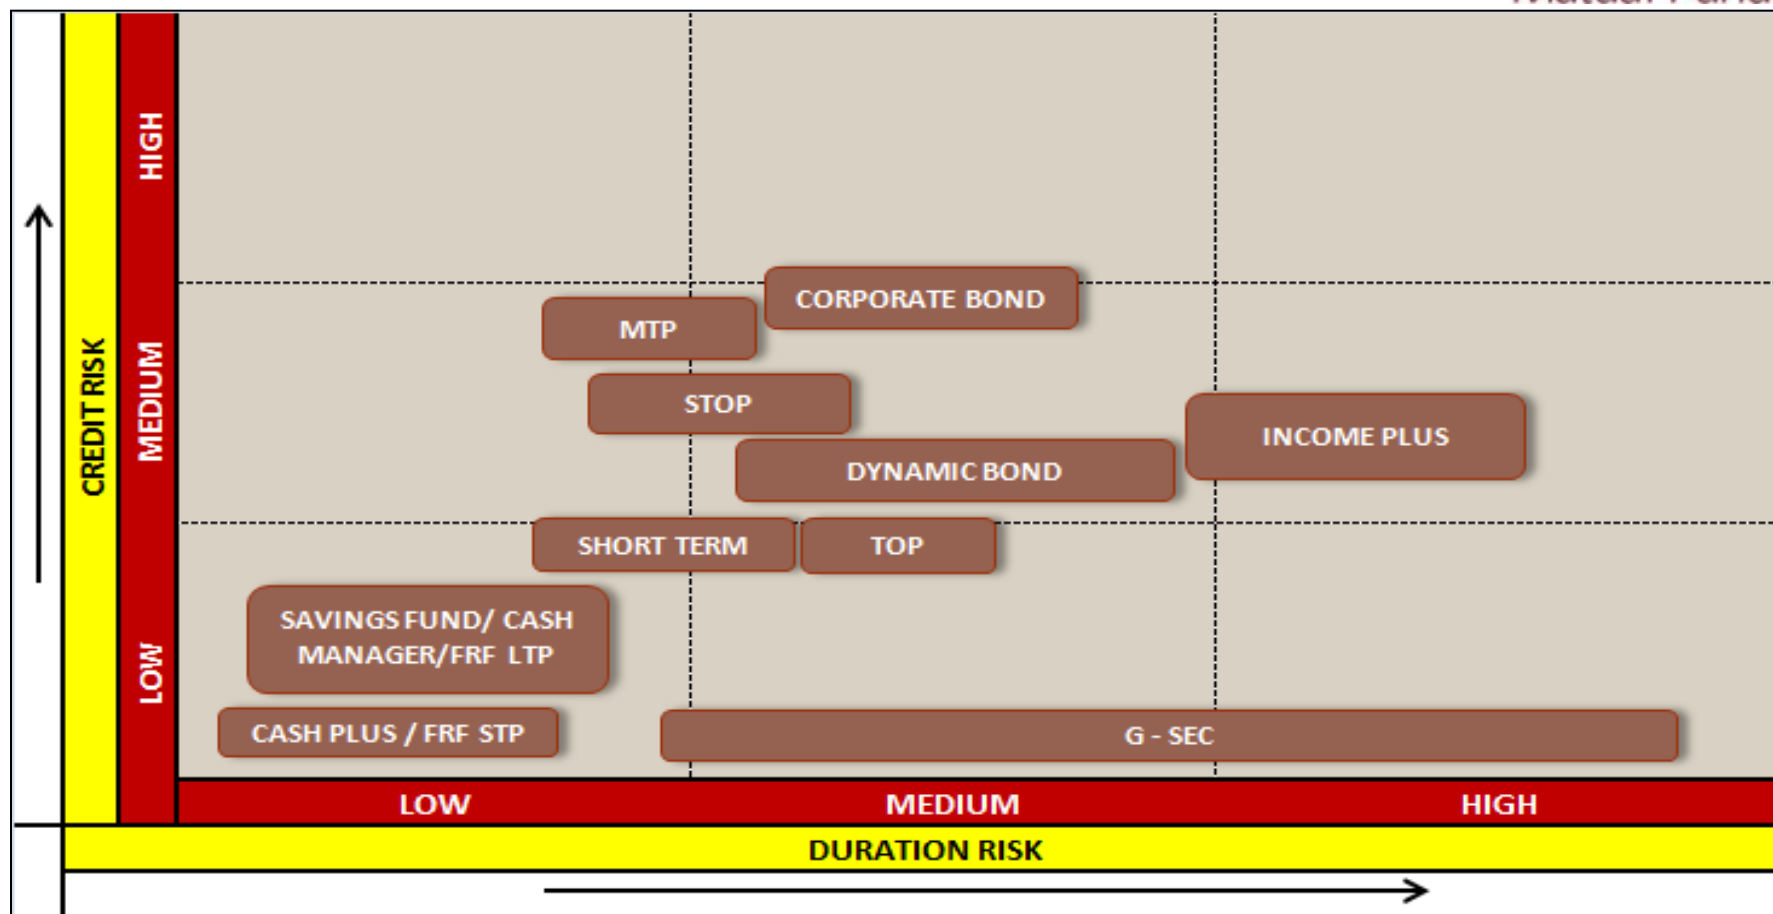 HIGH
CORPORATE BOND
MTP
CREDIT RISK
MEDIUM
STOP
INCOME PLUS
DYNAMIC BOND
SHORT TERM
TOP
LOW
SAVINGS FUND/ CASH
MANAGER/FRF LTP
CASH PLUS / FRF STP
G - SEC
LOW
MEDIUM
HIGH
DURATION RISK